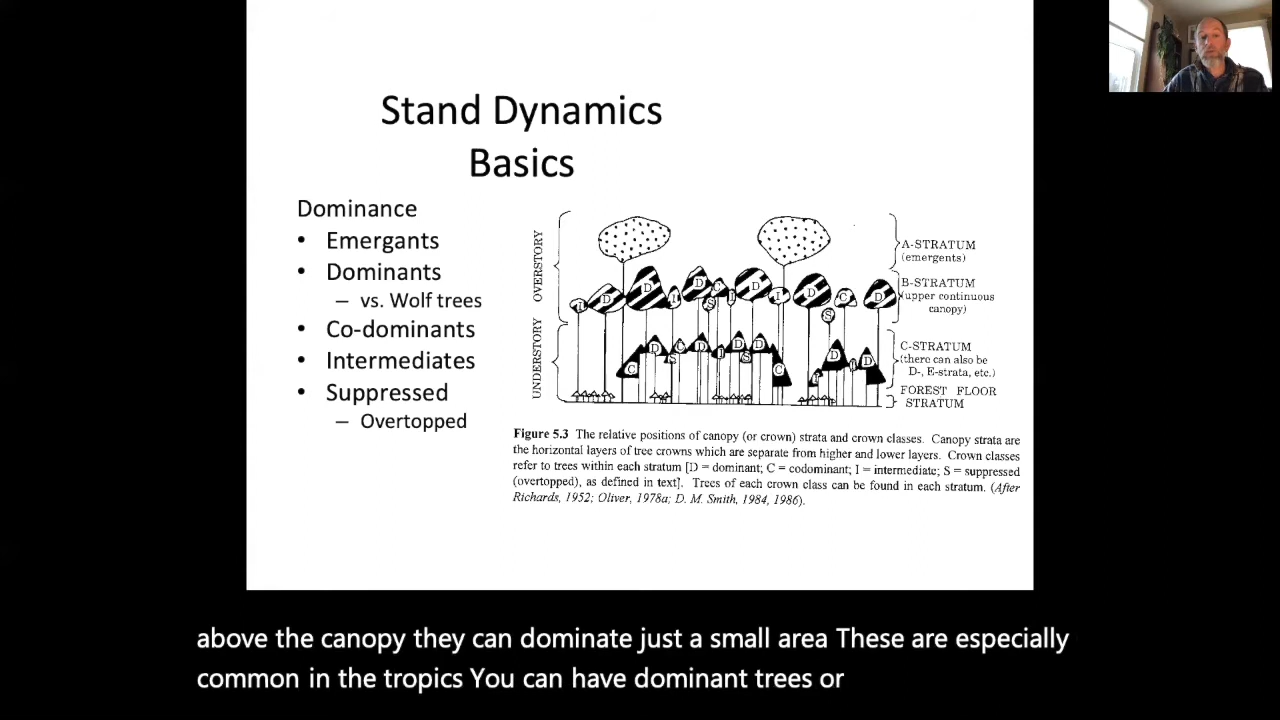 Stand Dynamics
Basics
Dominance
• Emergants
• Dominants
– vs. Wolf trees
• Co-dominants
• Intermediates
• Suppressed
– Overtopped
OVERSTORY
UNDERSTORY
I D D I D C S I D I D S C D
C D S C D I D S D C I D I D
A-STRATUM
(emergents)
B-STRATUM
(upper continuous
canopy)
C-STRATUM
(there can also be
D-, E-strata, etc.)
FOREST FLOOR
STRATUM
Figure 5.3 The relative positions of canopy (or crown) strata and crown classes. Canopy strata are
the horizontal layers of tree crowns which are separate from higher and lower layers. Crown classes
refer to trees within each stratum [D = dominant; C = codominant; I = intermediate; S = suppressed
(overtopped), as defined in text]. Trees of each crown class can be found in each stratum. (After
Richards, 1952; Oliver, 1978a; D. M. Smith, 1984, 1986).
above the canopy they can dominate just a small area These are especially
common in the tropics You can have dominant trees or